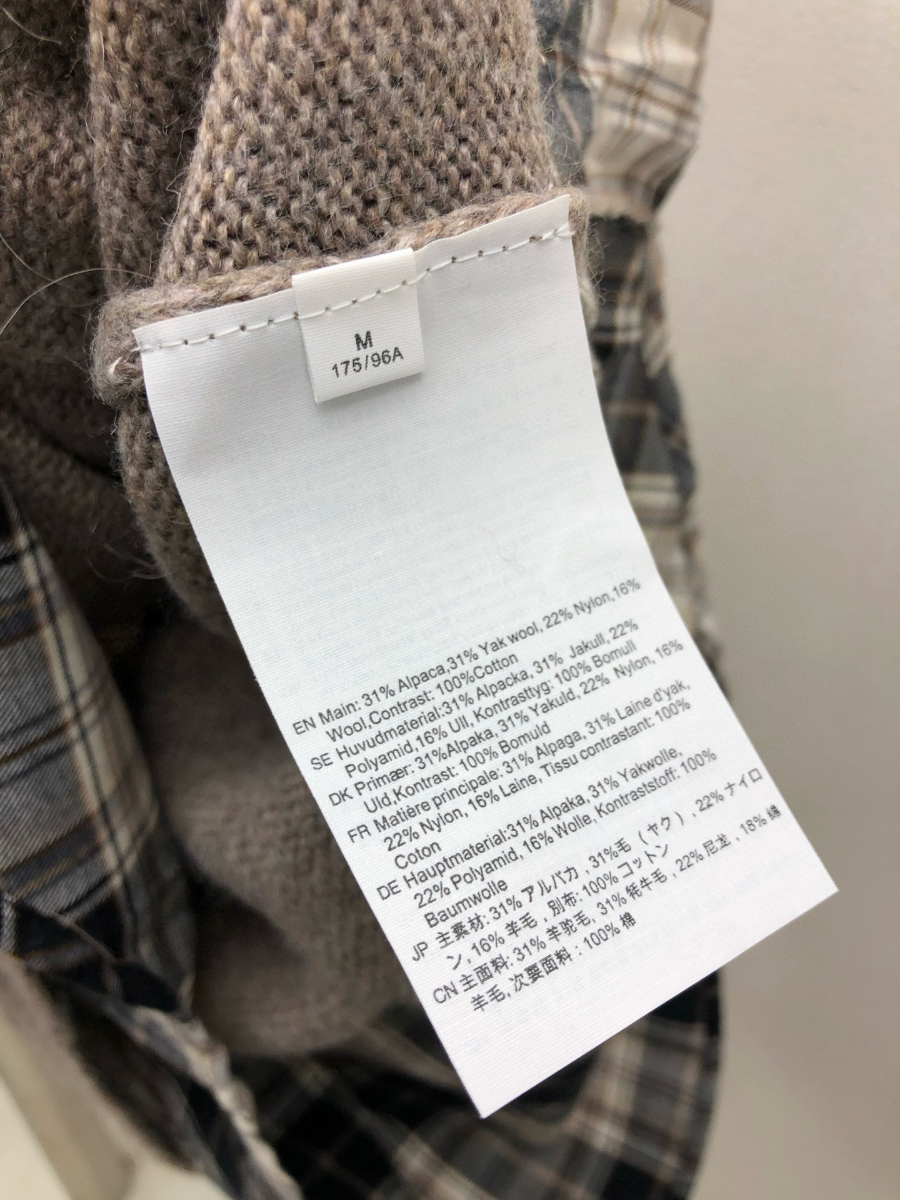 M
175/96A
EN Main: 31% Alpaca,31% Yak wool, 22% Nylon,16%
Wool,Contrast: 100%Cotton
SE Huvudmaterial:31% Alpacka, 31% Jakull, 22%
Polyamid,16% Ull, Kontrasttyg: 100% Bomull
DK Primær: 31%Alpaka, 31% Yakuld, 22% Nylon, 16%
Uld,Kontrast: 100% Bomuld
FR Matière principale: 31% Alpaga, 31% Laine d'yak,
22% Nylon, 16% Laine, Tissu contrastant: 100%
Coton
DE Hauptmaterial:31% Alpaka, 31% Yakwolle,
22% Polyamid, 16% Wolle, Kontraststoff: 100%
Baumwolle
JP 主素材: 31% アルパカ , 31%毛（ヤク）, 22% ナイロ
ン, 16% 羊毛 , 別布: 100% コットン
CN 主面料: 31% 羊驼毛, 31% 牦牛毛 , 22% 尼龙 , 18% 绵
羊毛, 次要面料 : 100% 棉